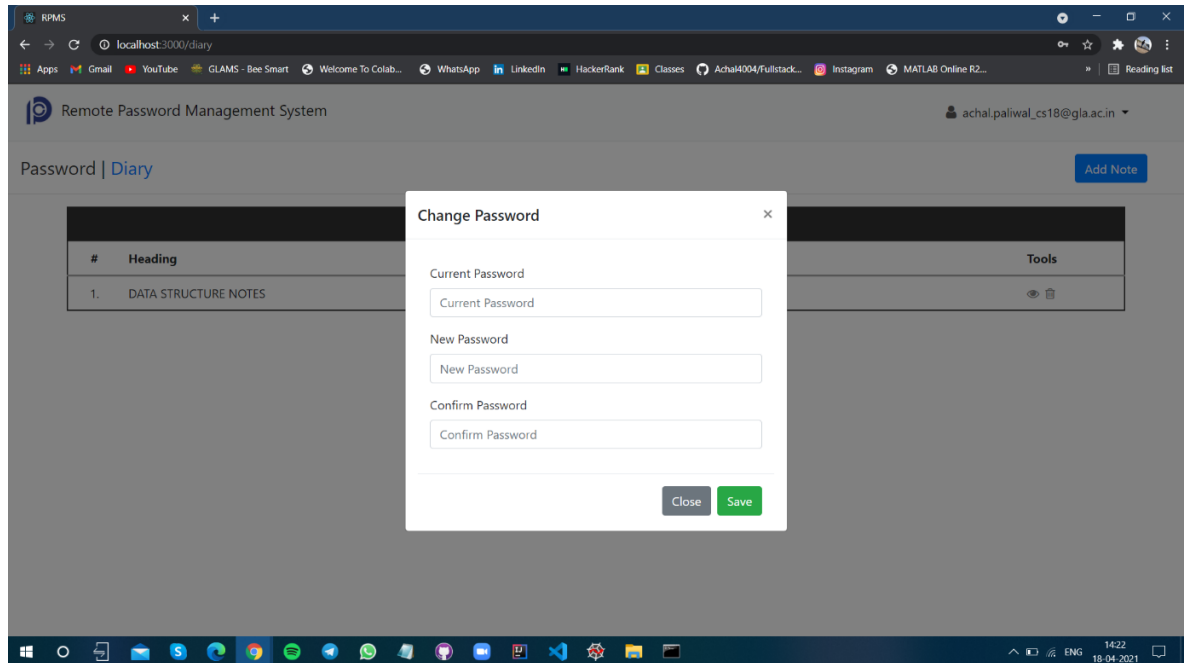 RPMS
localhost:3000/diary
Apps Gmail YouTube GLAMS - Bee Smart Welcome To Colab... WhatsApp LinkedIn HackerRank Classes Achal4004/Fullstack... Instagram MATLAB Online R2... » Reading list
Remote Password Management System achal.paliwal_cs18@gla.ac.in
Password | Diary Add Note
Change Password ×
# Heading Tools
Current Password
Current Password
1. DATA STRUCTURE NOTES
New Password
New Password
Confirm Password
Confirm Password
Close Save
14:22
ENG
18-04-2021